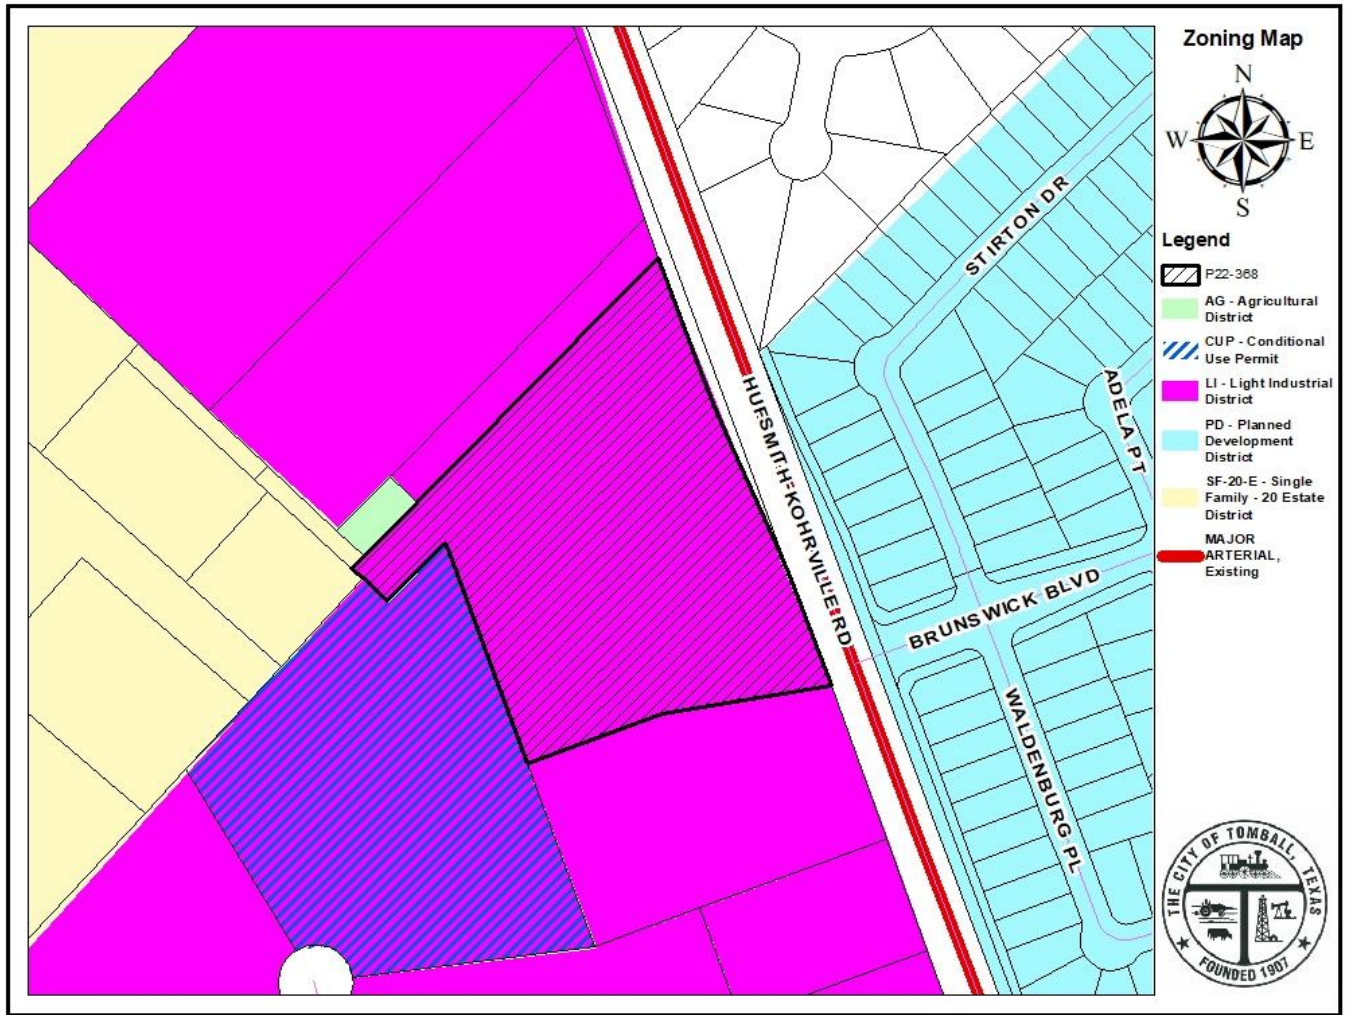 Zoning Map
N
W
E
S
Legend
P22-368
AG - Agricultural
District
CUP - Conditional
Use Permit
LI - Light Industrial
District
PD - Planned
Development
District
SF-20-E - Single
Family - 20 Estate
District
MAJOR
ARTERIAL,
Existing
STIRTON DR
ADELA PT
HUFSMITH-KOHRVILLE RD
BRUNSWICK BLVD
WALDENBURG PL
THE CITY OF TOMBALL, TEXAS
FOUNDED 1907